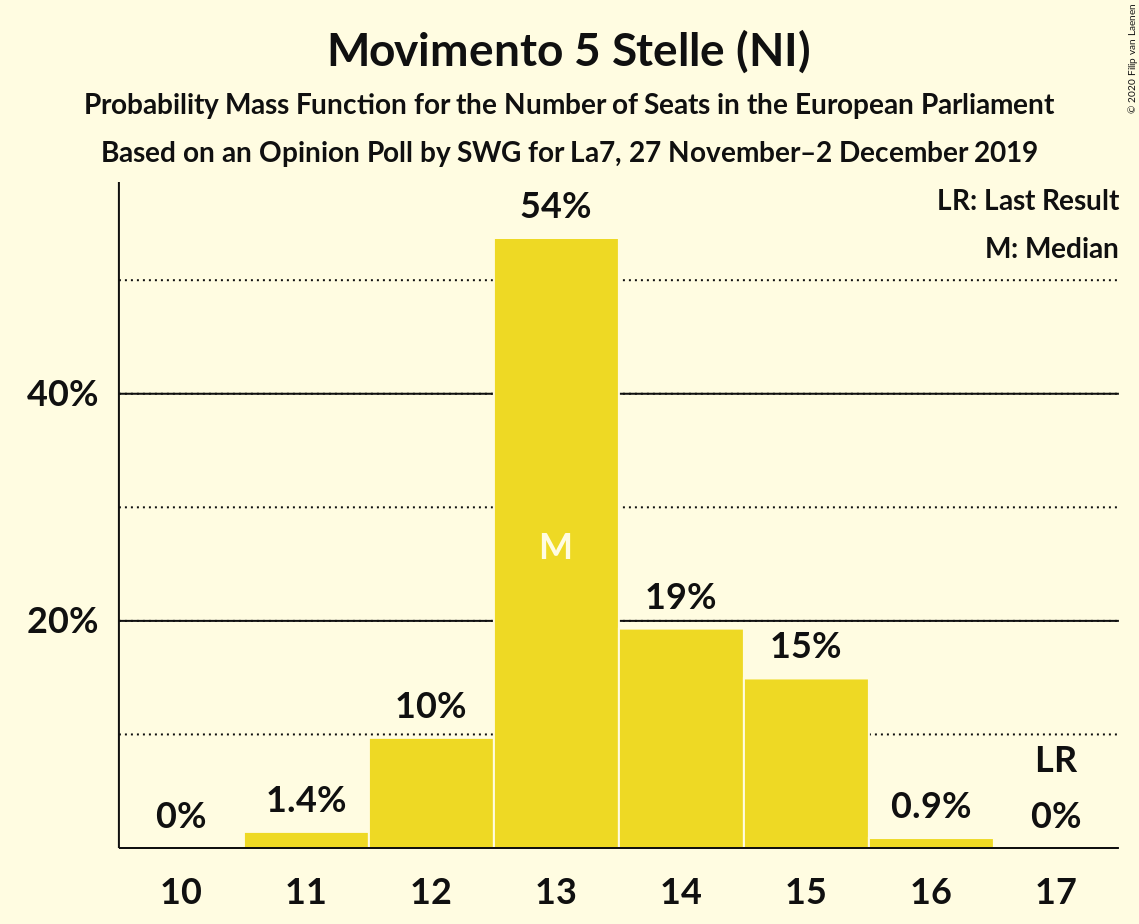 Movimento 5 Stelle (NI)
Probability Mass Function for the Number of Seats in the European Parliament
Based on an Opinion Poll by SWG for La7, 27 November–2 December 2019
© 2020 Filip van Laenen
LR: Last Result
M: Median
54%
40%
M
19%
20%
15%
10%
LR
1.4%
0.9%
0%
0%
10 11 12 13 14 15 16 17